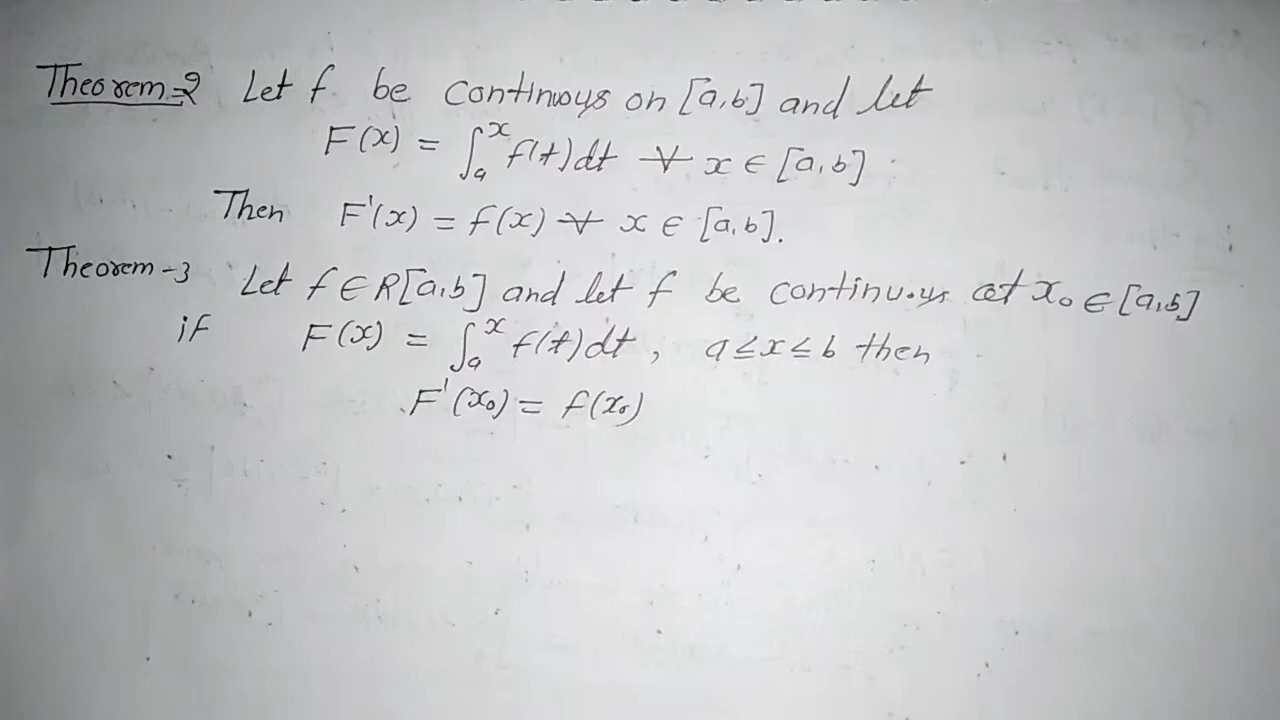 Theorem-2 Let f be continuous on [a,b] and let
F(x) = ∫ₐˣ f(t)dt ∀ x ∈ [a,b]
Then F'(x) = f(x) ∀ x ∈ [a,b].
Theorem-3 Let f ∈ R[a,b] and let f be continuous at x₀ ∈ [a,b]
if F(x) = ∫ₐˣ f(t)dt, a ≤ x ≤ b then
F'(x₀) = f(x₀)